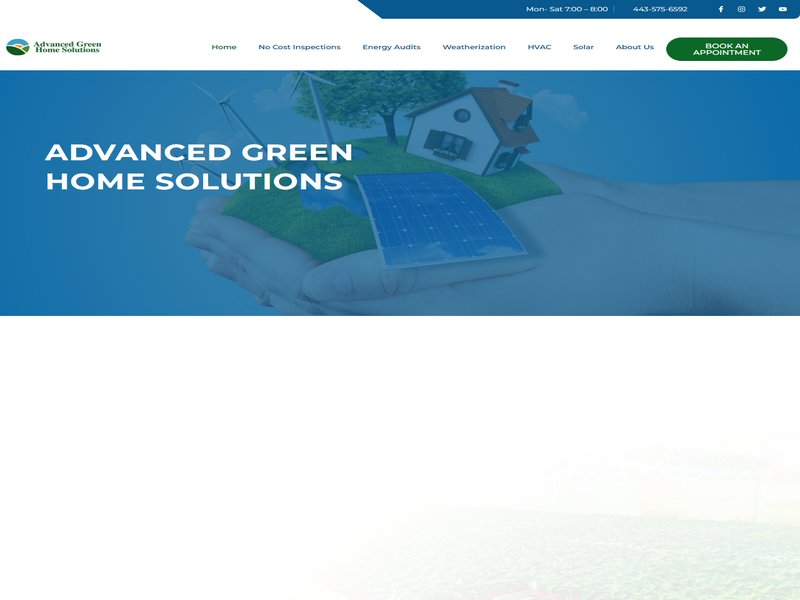 Mon- Sat 7:00 – 8:00
443-575-6592
Advanced Green
Home Solutions
Home
No Cost Inspections
Energy Audits
Weatherization
HVAC
Solar
About Us
BOOK AN
APPOINTMENT
ADVANCED GREEN
HOME SOLUTIONS